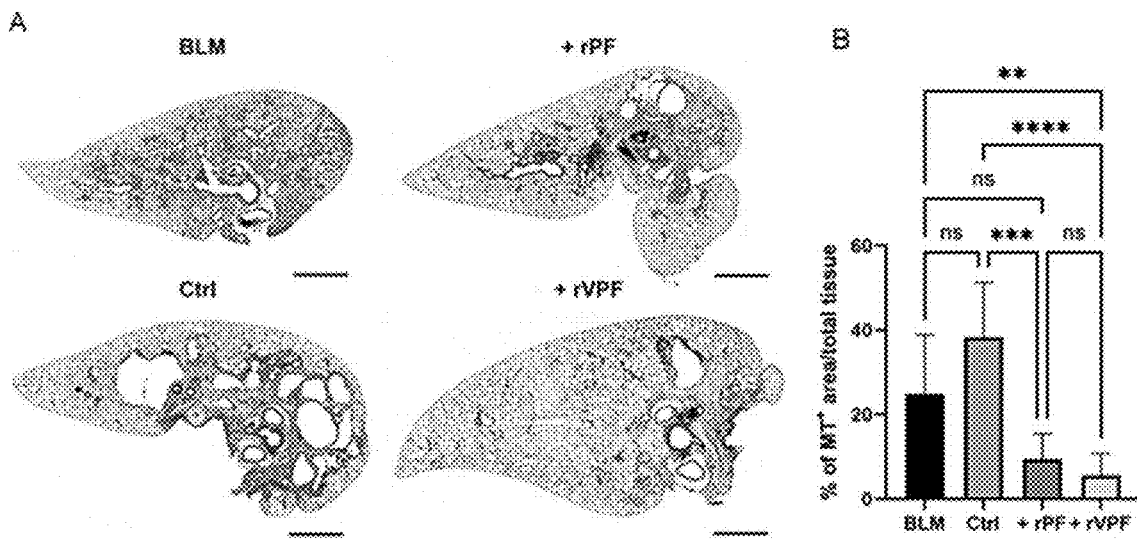 A
BLM
+ rPF
Ctrl
+ rVPF
B
**
****
ns
ns
***
ns
% of MT⁺ area/total tissue
60
40
20
0
BLM Ctrl + rPF + rVPF